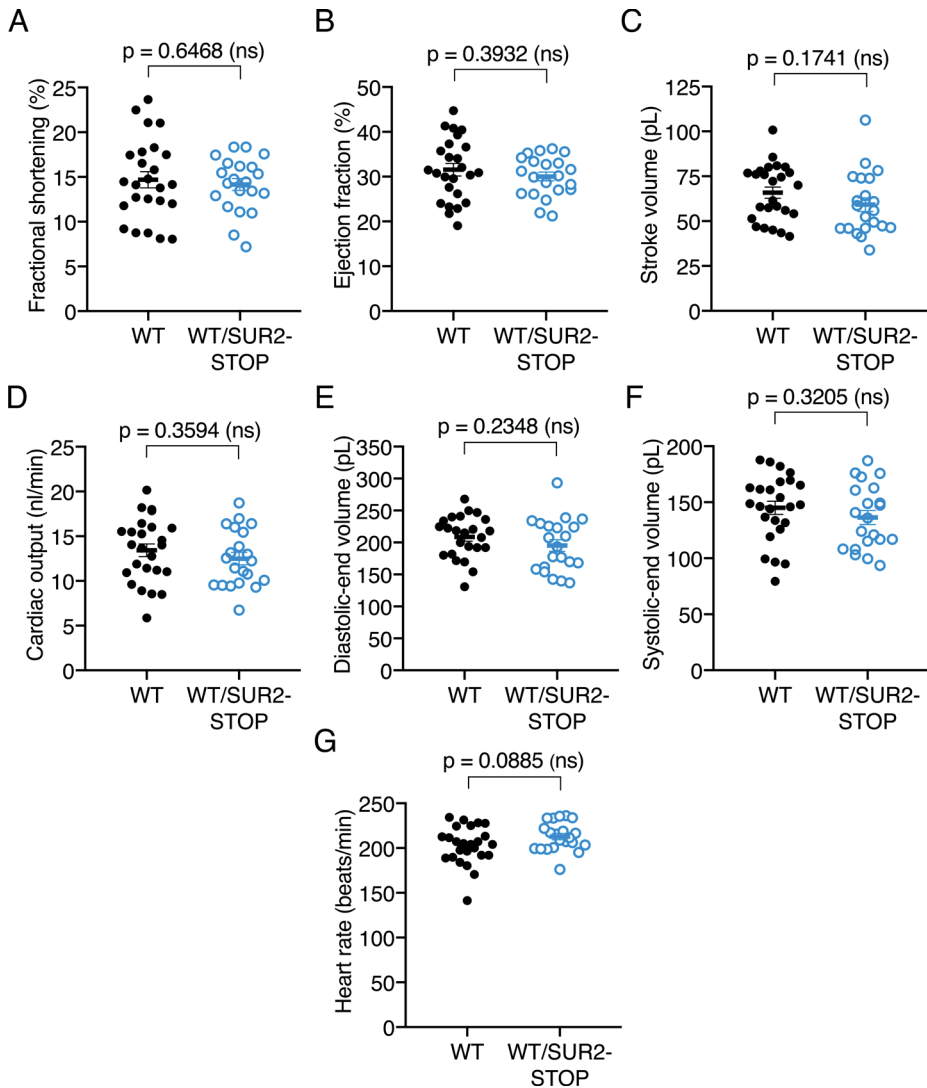 A
p = 0.6468 (ns)
Fractional shortening (%)
25
20
15
10
5
0
WT
WT/SUR2-
STOP
B
p = 0.3932 (ns)
Ejection fraction (%)
50
40
30
20
10
0
WT
WT/SUR2-
STOP
C
p = 0.1741 (ns)
Stroke volume (pL)
125
100
75
50
25
0
WT
WT/SUR2-
STOP
D
p = 0.3594 (ns)
Cardiac output (nl/min)
25
20
15
10
5
0
WT
WT/SUR2-
STOP
E
p = 0.2348 (ns)
Diastolic-end volume (pL)
350
300
250
200
150
100
50
0
WT
WT/SUR2-
STOP
F
p = 0.3205 (ns)
Systolic-end volume (pL)
200
150
100
50
0
WT
WT/SUR2-
STOP
G
p = 0.0885 (ns)
Heart rate (beats/min)
250
200
150
100
50
0
WT
WT/SUR2-
STOP